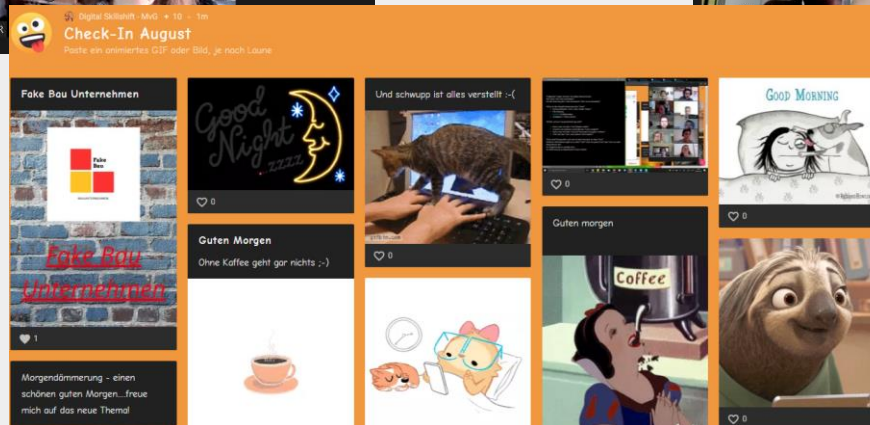 Digital Skillshift - MvG + 10 · 1m
Check-In August
Poste ein animiertes GIF oder Bild, je nach Laune
Fake Bau Unternehmen
Fake
Bau
Fake Bau
Unternehmen
1
Morgendämmerung - einen
schönen guten Morgen....freue
mich auf das neue Thema!
Good
Night
zzzz
0
Guten Morgen
Ohne Kaffee geht gar nichts ;-)
Und schwupp ist alles verstellt :-(
0
0
Guten morgen
Coffee
GOOD MORNING
0
0